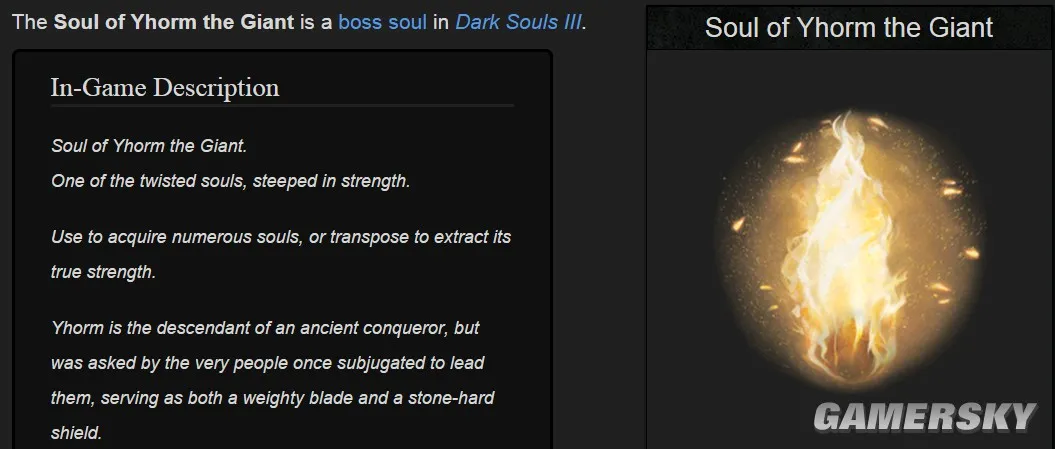 The Soul of Yhorm the Giant is a boss soul in Dark Souls III.
In-Game Description
Soul of Yhorm the Giant.
One of the twisted souls, steeped in strength.
Use to acquire numerous souls, or transpose to extract its
true strength.
Yhorm is the descendant of an ancient conqueror, but
was asked by the very people once subjugated to lead
them, serving as both a weighty blade and a stone-hard
shield.
Soul of Yhorm the Giant
GAMERSKY